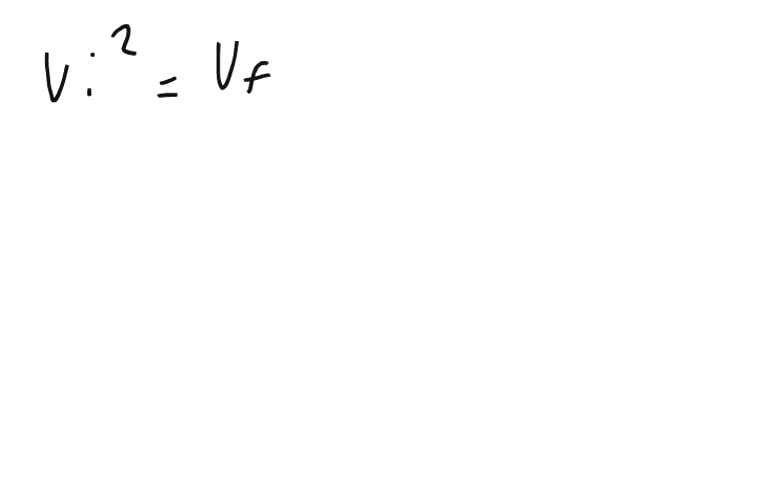 Vi² = Vf